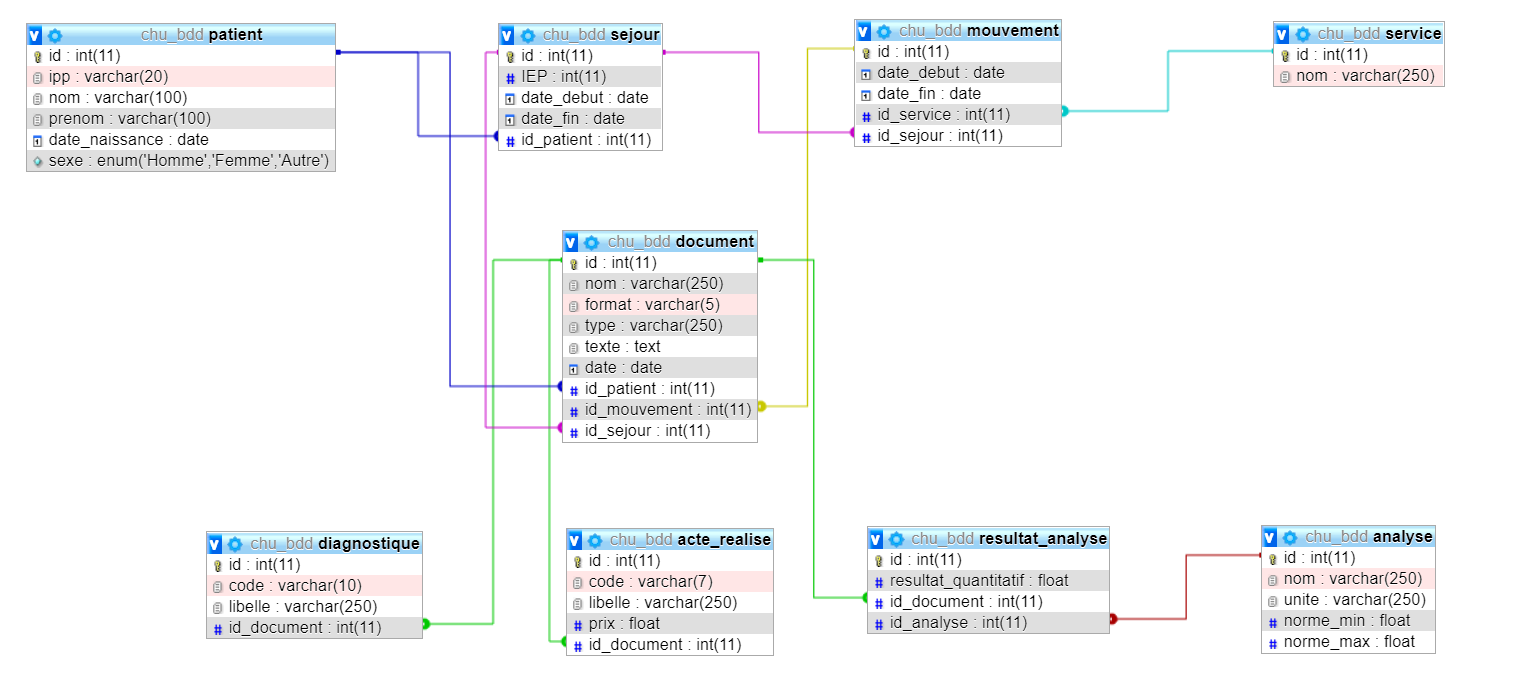 chu_bdd patient
id : int(11)
ipp : varchar(20)
nom : varchar(100)
prenom : varchar(100)
date_naissance : date
sexe : enum('Homme','Femme','Autre')
chu_bdd sejour
id : int(11)
IEP : int(11)
date_debut : date
date_fin : date
id_patient : int(11)
chu_bdd mouvement
id : int(11)
date_debut : date
date_fin : date
id_service : int(11)
id_sejour : int(11)
chu_bdd service
id : int(11)
nom : varchar(250)
chu_bdd document
id : int(11)
nom : varchar(250)
format : varchar(5)
type : varchar(250)
texte : text
date : date
id_patient : int(11)
id_mouvement : int(11)
id_sejour : int(11)
chu_bdd diagnostique
id : int(11)
code : varchar(10)
libelle : varchar(250)
id_document : int(11)
chu_bdd acte_realise
id : int(11)
code : varchar(7)
libelle : varchar(250)
prix : float
id_document : int(11)
chu_bdd resultat_analyse
id : int(11)
resultat_quantitatif : float
id_document : int(11)
id_analyse : int(11)
chu_bdd analyse
id : int(11)
nom : varchar(250)
unite : varchar(250)
norme_min : float
norme_max : float